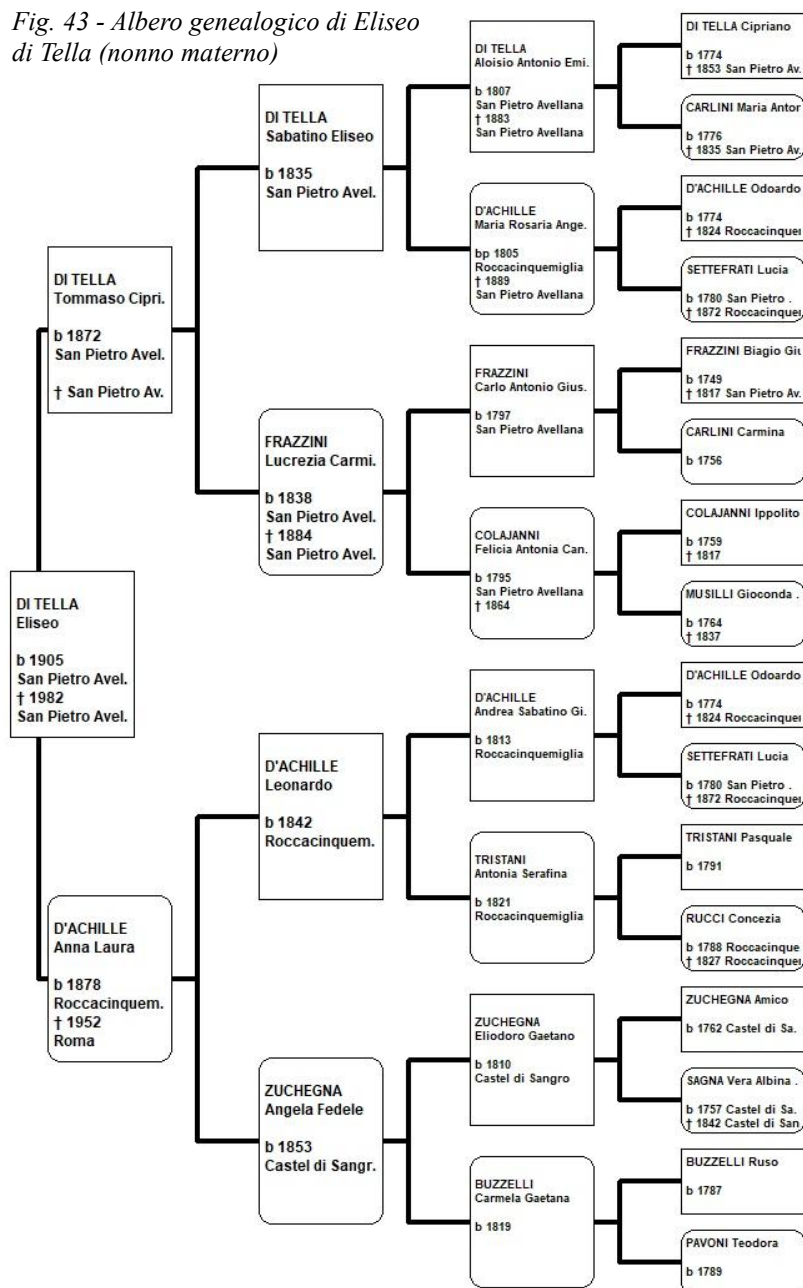 Fig. 43 - Albero genealogico di Eliseo
di Tella (nonno materno)
DI TELLA
Eliseo
b 1905
San Pietro Avel.
† 1982
San Pietro Avel.
DI TELLA
Tommaso Cipri.
b 1872
San Pietro Avel.
† San Pietro Av.
D'ACHILLE
Anna Laura
b 1878
Roccacinquem.
† 1952
Roma
DI TELLA
Sabatino Eliseo
b 1835
San Pietro Avel.
FRAZZINI
Lucrezia Carmi.
b 1838
San Pietro Avel.
† 1884
San Pietro Avel.
D'ACHILLE
Leonardo
b 1842
Roccacinquem.
ZUCHEGNA
Angela Fedele
b 1853
Castel di Sangr.
DI TELLA
Aloisio Antonio Emi.
b 1807
San Pietro Avellana
† 1883
San Pietro Avellana
D'ACHILLE
Maria Rosaria Ange.
bp 1805
Roccacinquemiglia
† 1889
San Pietro Avellana
FRAZZINI
Carlo Antonio Gius.
b 1797
San Pietro Avellana
COLAJANNI
Felicia Antonia Can.
b 1795
San Pietro Avellana
† 1864
D'ACHILLE
Andrea Sabatino Gi.
b 1813
Roccacinquemiglia
TRISTANI
Antonia Serafina
b 1821
Roccacinquemiglia
ZUCHEGNA
Eliodoro Gaetano
b 1810
Castel di Sangro
BUZZELLI
Carmela Gaetana
b 1819
DI TELLA Cipriano
b 1774
† 1853 San Pietro Av.
CARLINI Maria Antor
b 1776
† 1835 San Pietro Av.
D'ACHILLE Odoardo
b 1774
† 1824 Roccacinquer
SETTEFRATI Lucia
b 1780 San Pietro .
† 1872 Roccacinquer
FRAZZINI Biagio Giu
b 1749
† 1817 San Pietro Av.
CARLINI Carmina
b 1756
COLAJANNI Ippolito
b 1759
† 1817
MUSILLI Gioconda .
b 1764
† 1837
D'ACHILLE Odoardo
b 1774
† 1824 Roccacinquer
SETTEFRATI Lucia
b 1780 San Pietro .
† 1872 Roccacinquer
TRISTANI Pasquale
b 1791
RUCCI Concezia
b 1788 Roccacinque
† 1827 Roccacinquer
ZUCHEGNA Amico
b 1762 Castel di Sa.
SAGNA Vera Albina .
b 1757 Castel di Sa.
† 1842 Castel di San
BUZZELLI Ruso
b 1787
PAVONI Teodora
b 1789